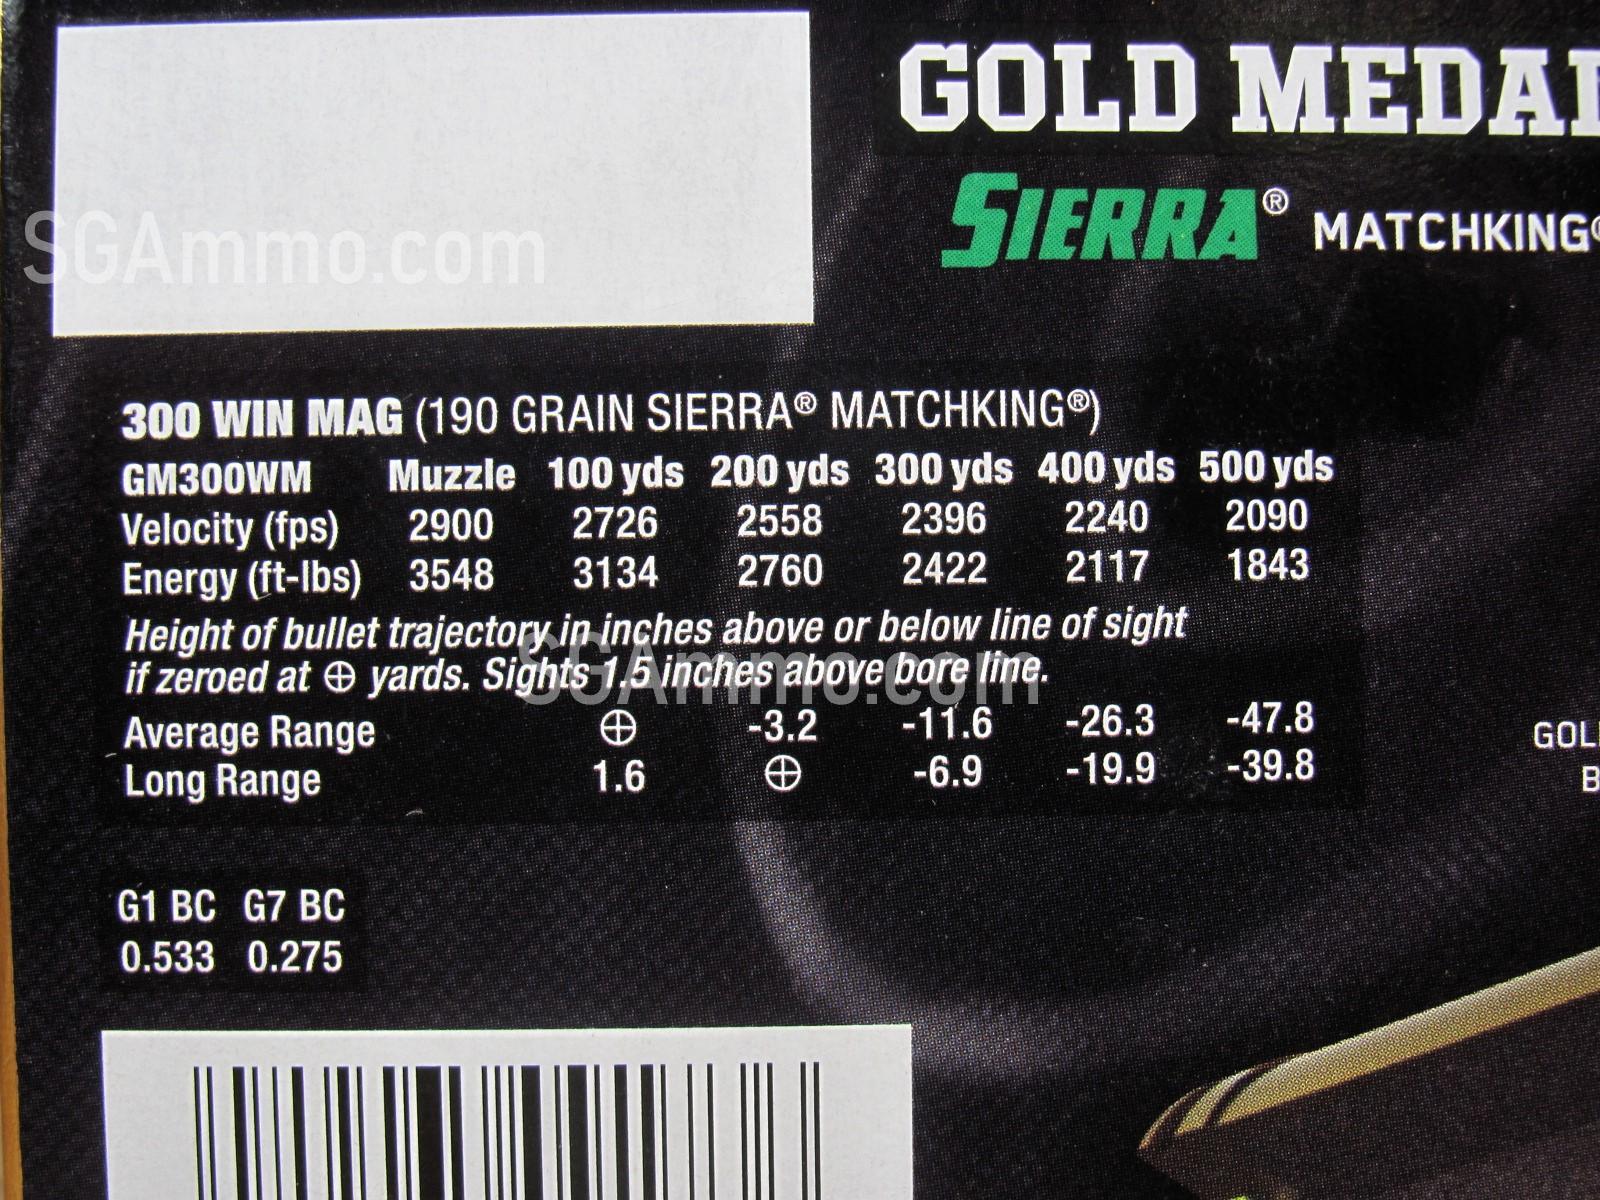 GOLD MEDAL
SIERRA® MATCHKING®
SGAmmo.com
300 WIN MAG (190 GRAIN SIERRA® MATCHKING®)
GM300WM Muzzle 100 yds 200 yds 300 yds 400 yds 500 yds
Velocity (fps) 2900 2726 2558 2396 2240 2090
Energy (ft-lbs) 3548 3134 2760 2422 2117 1843
Height of bullet trajectory in inches above or below line of sight
if zeroed at ⊕ yards. Sights 1.5 inches above bore line.
SGAmmo.com
Average Range ⊕ -3.2 -11.6 -26.3 -47.8
Long Range 1.6 ⊕ -6.9 -19.9 -39.8
G1 BC G7 BC
0.533 0.275